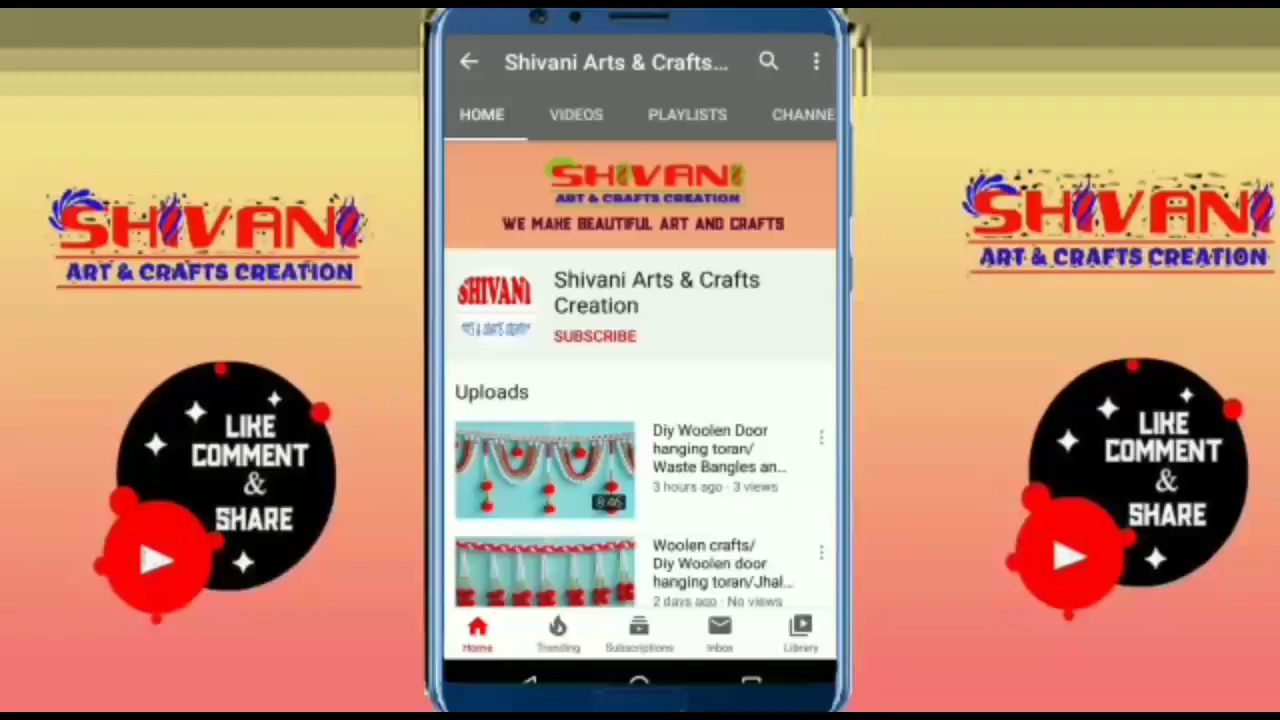 Shivani Arts & Crafts...
HOME VIDEOS PLAYLISTS CHANNE
SHIVANI
ART & CRAFTS CREATION
WE MAKE BEAUTIFUL ART AND CRAFTS
SHIVANI
Shivani Arts & Crafts
Creation
SUBSCRIBE
Uploads
Diy Woolen Door
hanging toran/
Waste Bangles an...
3 hours ago · 3 views
8:46
Woolen crafts/
Diy Woolen door
hanging toran/Jhal...
2 days ago · No views
Home Trending Subscriptions Inbox Library
SHIVANI
ART & CRAFTS CREATION
LIKE
COMMENT
&
SHARE
SHIVANI
ART & CRAFTS CREATION
LIKE
COMMENT
&
SHARE